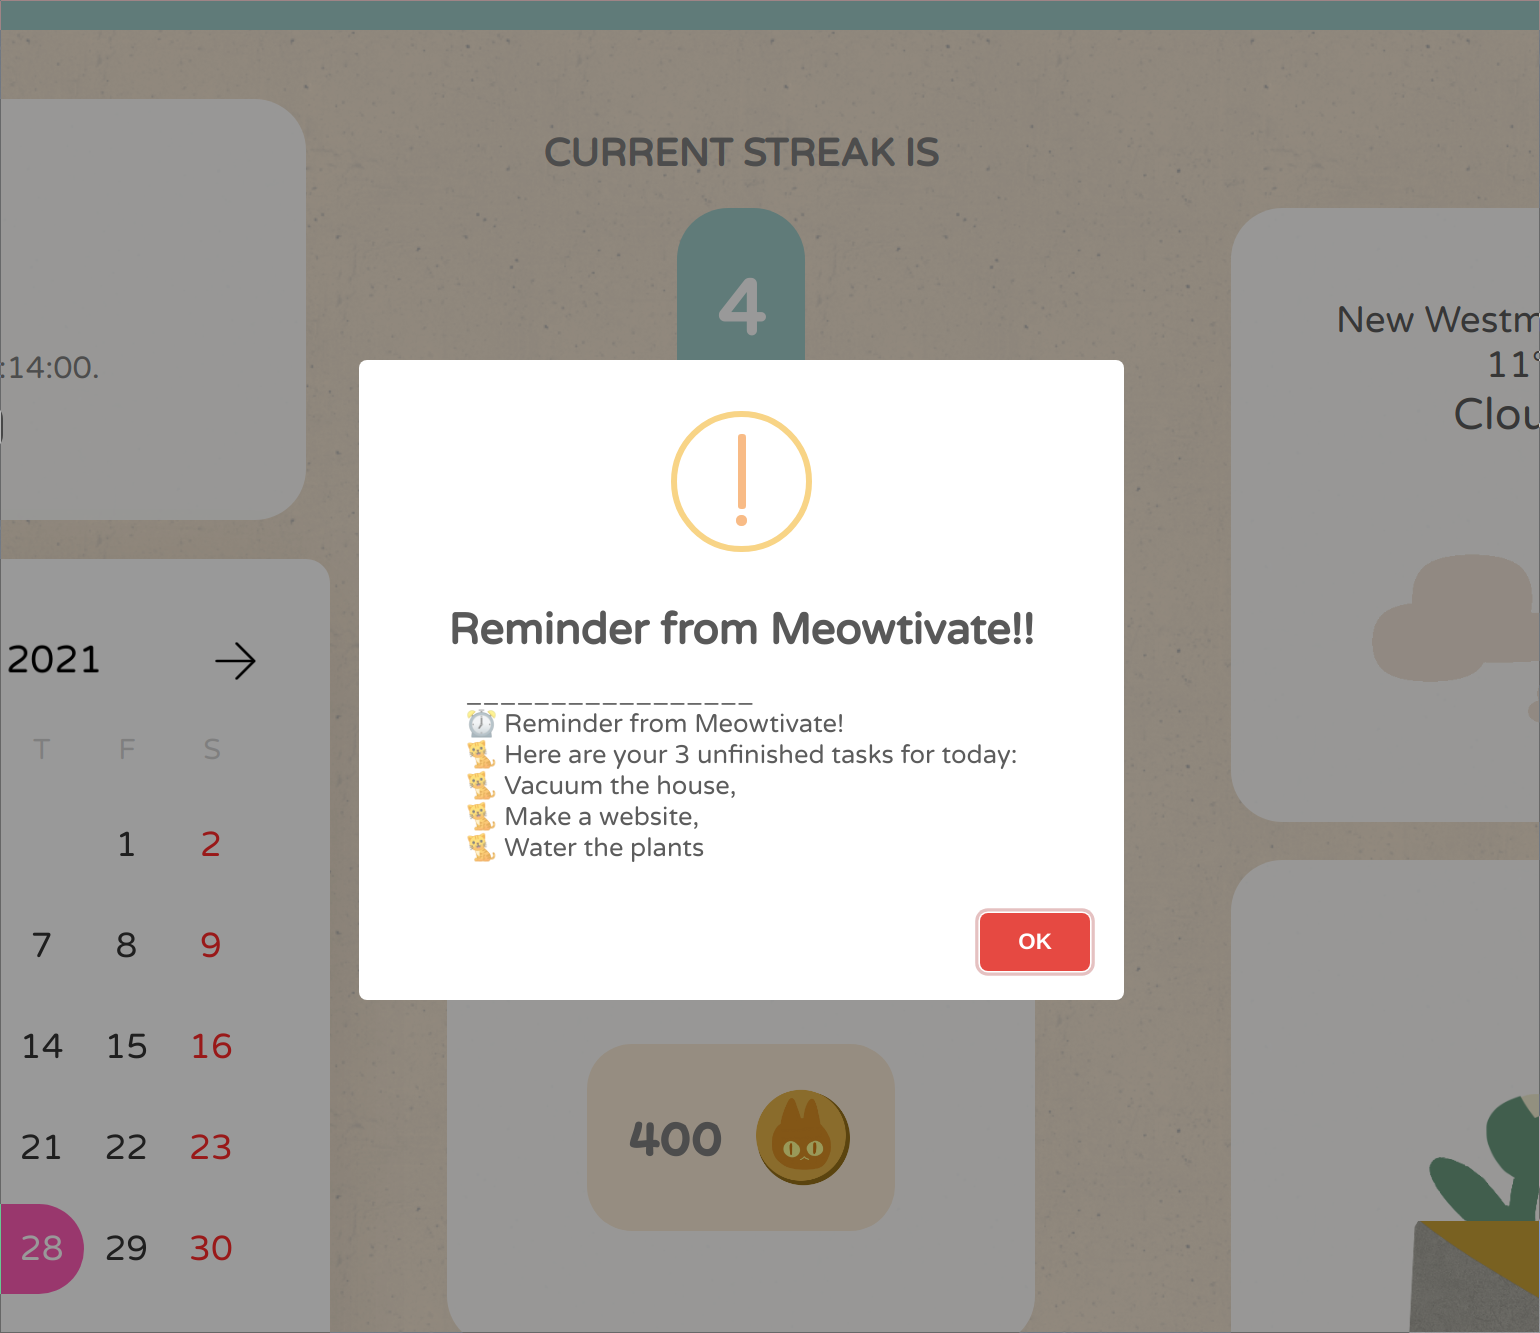 CURRENT STREAK IS
4
:14:00.
New Westm
11°
Clou
Reminder from Meowtivate!!
_________________
⏰ Reminder from Meowtivate!
🐈 Here are your 3 unfinished tasks for today:
🐈 Vacuum the house,
🐈 Make a website,
🐈 Water the plants
OK
2021 →
T F S
1 2
7 8 9
14 15 16
21 22 23
28 29 30
400